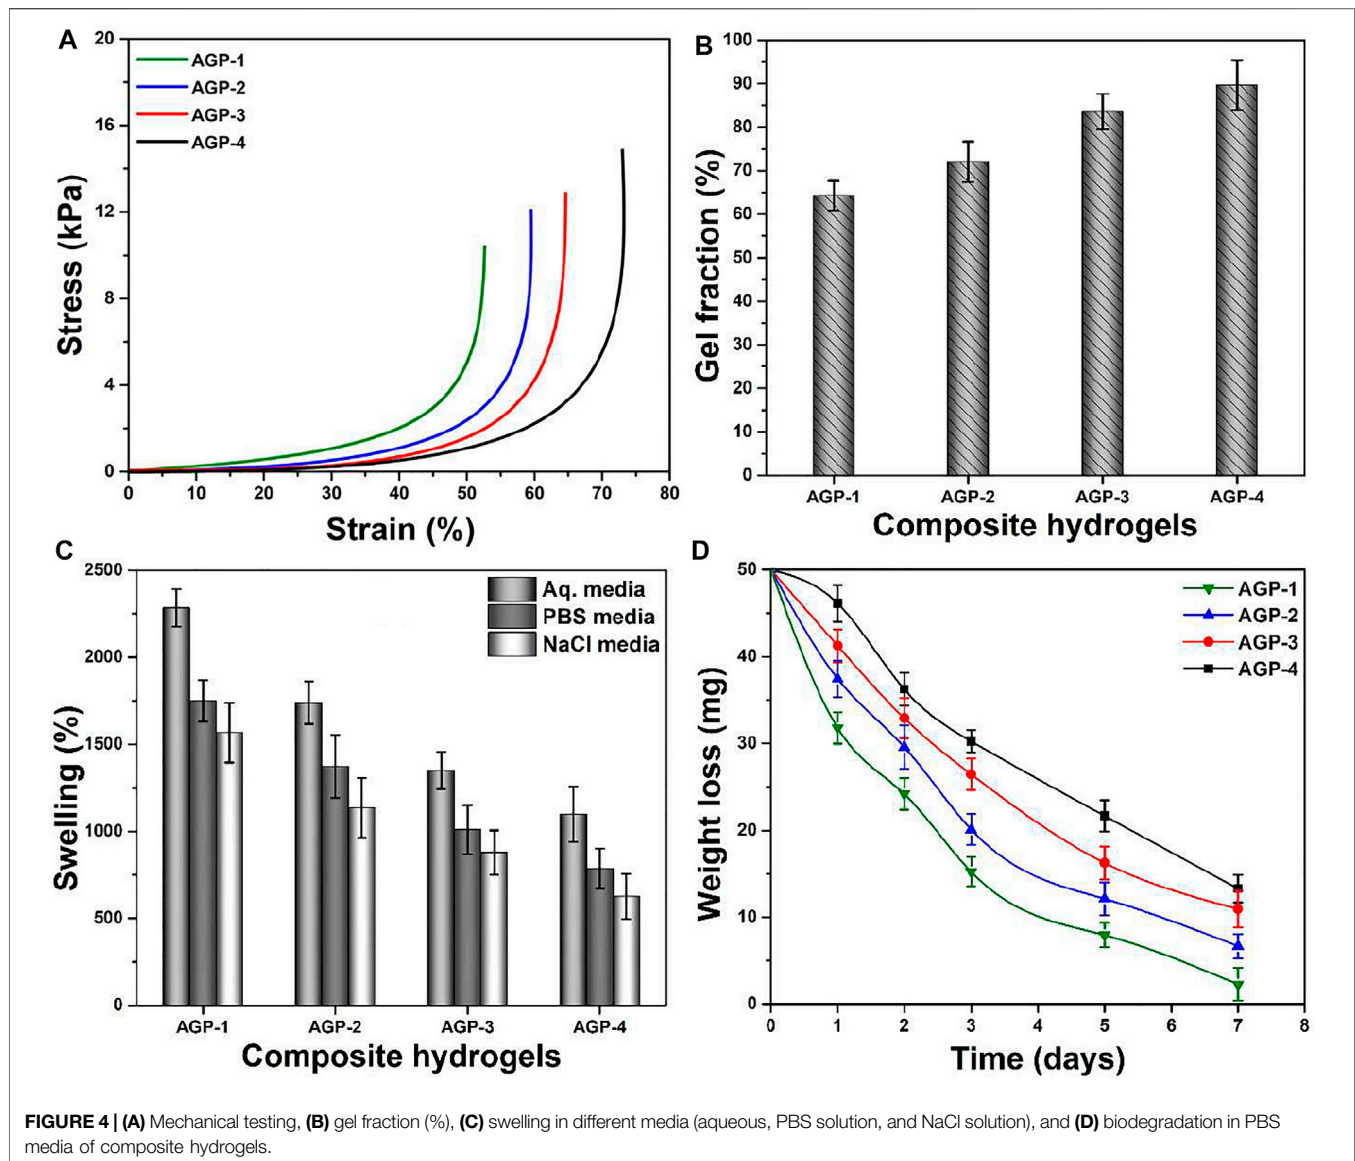 A
20
16
12
8
4
0
Stress (kPa)
AGP-1
AGP-2
AGP-3
AGP-4
0 10 20 30 40 50 60 70 80
Strain (%)
B
100
90
80
70
60
50
40
30
20
10
0
Gel fraction (%)
AGP-1 AGP-2 AGP-3 AGP-4
Composite hydrogels
C
2500
2000
1500
1000
500
0
Swelling (%)
Aq. media
PBS media
NaCl media
AGP-1 AGP-2 AGP-3 AGP-4
Composite hydrogels
D
50
40
30
20
10
0
Weight loss (mg)
AGP-1
AGP-2
AGP-3
AGP-4
0 1 2 3 4 5 6 7 8
Time (days)
FIGURE 4 | (A) Mechanical testing, (B) gel fraction (%), (C) swelling in different media (aqueous, PBS solution, and NaCl solution), and (D) biodegradation in PBS
media of composite hydrogels.